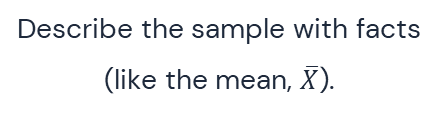 Describe the sample with facts
(like the mean, X̅).